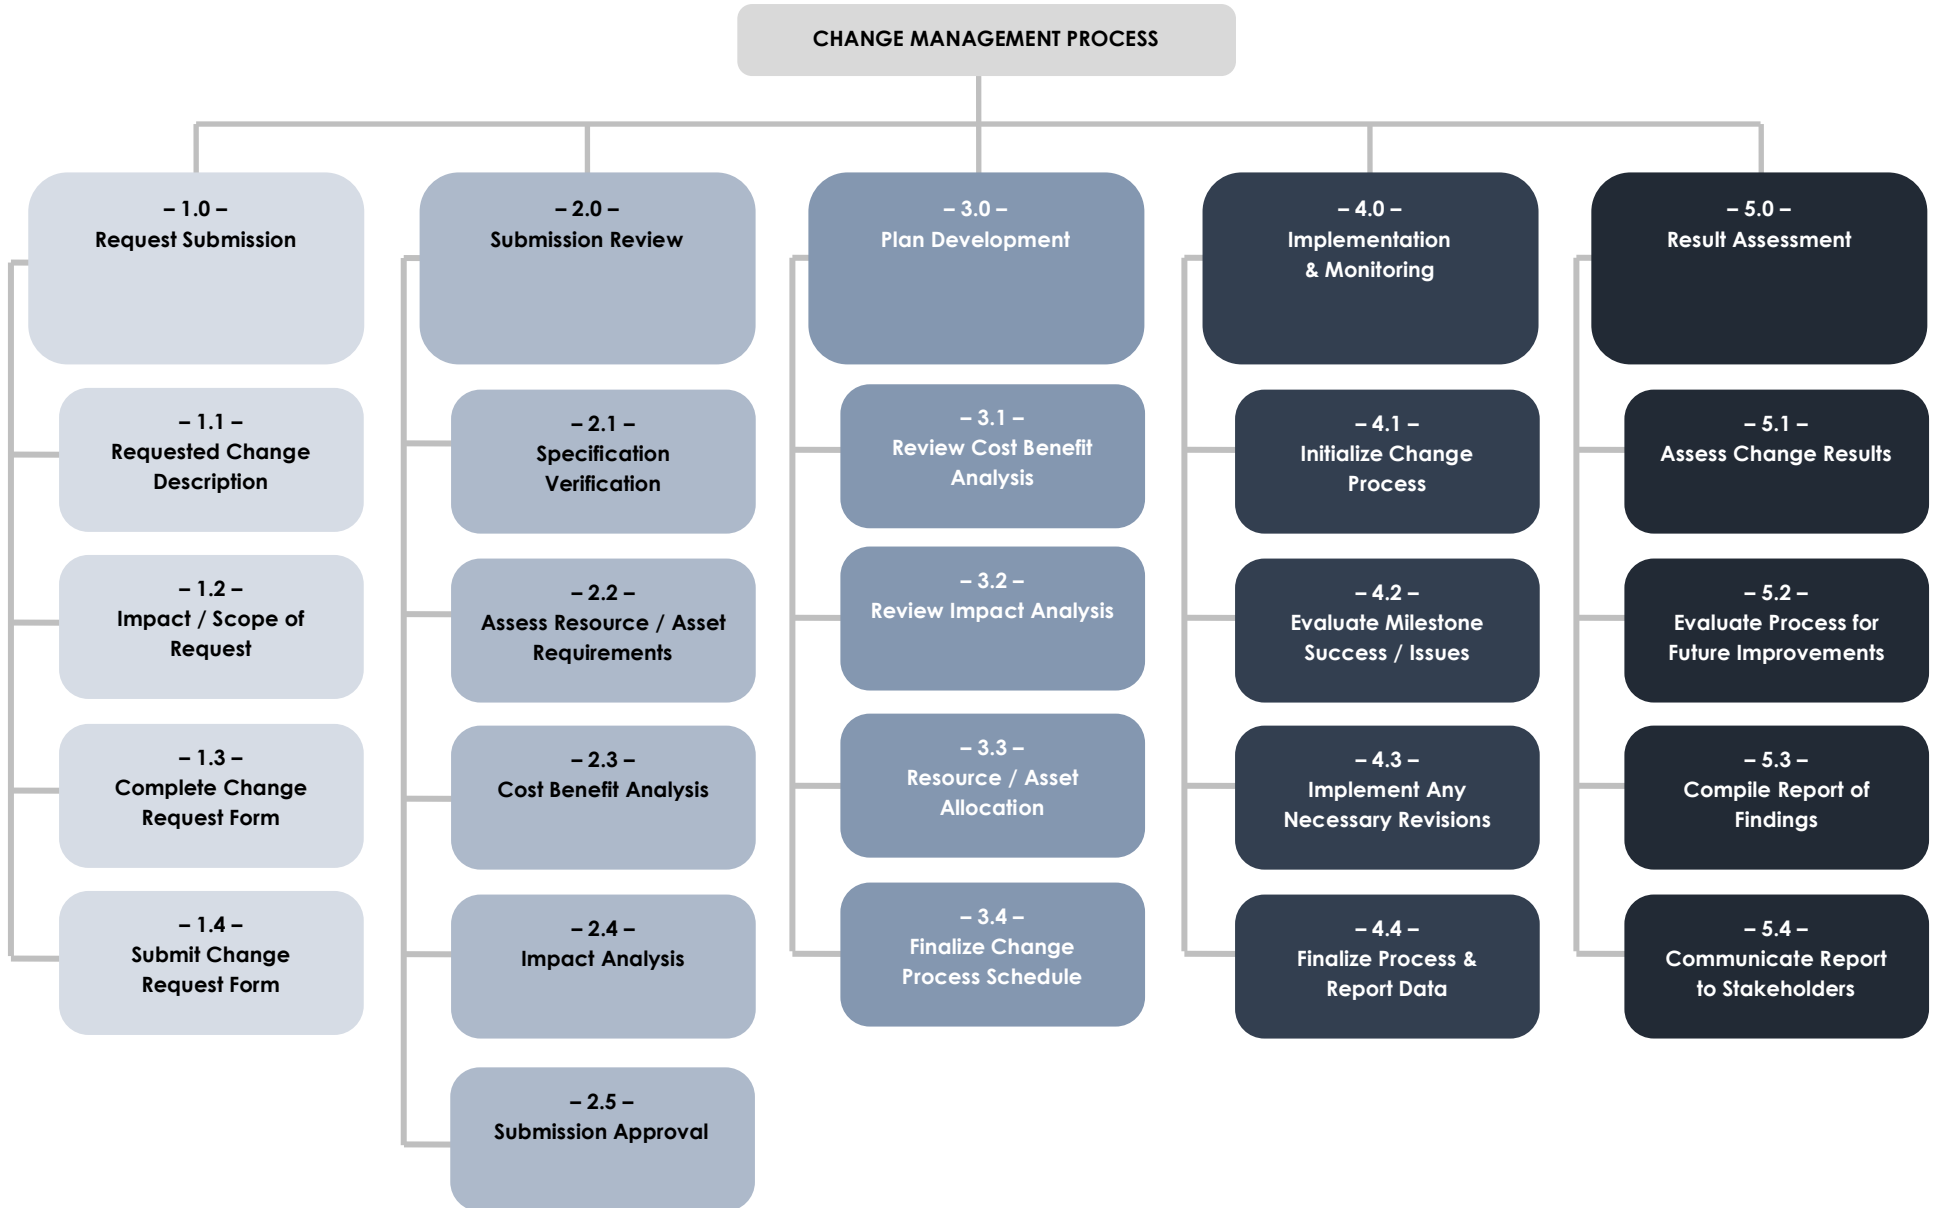 CHANGE MANAGEMENT PROCESS
– 1.0 –
Request Submission
– 1.1 –
Requested Change
Description
– 1.2 –
Impact / Scope of
Request
– 1.3 –
Complete Change
Request Form
– 1.4 –
Submit Change
Request Form
– 2.0 –
Submission Review
– 2.1 –
Specification
Verification
– 2.2 –
Assess Resource / Asset
Requirements
– 2.3 –
Cost Benefit Analysis
– 2.4 –
Impact Analysis
– 2.5 –
Submission Approval
– 3.0 –
Plan Development
– 3.1 –
Review Cost Benefit
Analysis
– 3.2 –
Review Impact Analysis
– 3.3 –
Resource / Asset
Allocation
– 3.4 –
Finalize Change
Process Schedule
– 4.0 –
Implementation
& Monitoring
– 4.1 –
Initialize Change
Process
– 4.2 –
Evaluate Milestone
Success / Issues
– 4.3 –
Implement Any
Necessary Revisions
– 4.4 –
Finalize Process &
Report Data
– 5.0 –
Result Assessment
– 5.1 –
Assess Change Results
– 5.2 –
Evaluate Process for
Future Improvements
– 5.3 –
Compile Report of
Findings
– 5.4 –
Communicate Report
to Stakeholders